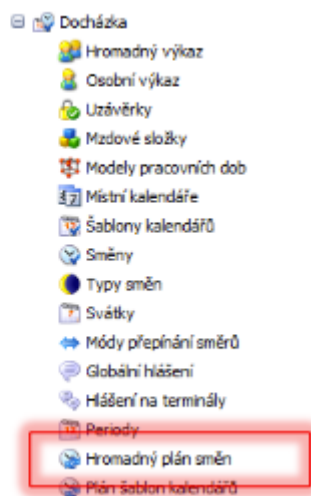 Docházka
Hromadný výkaz
Osobní výkaz
Uzávěrky
Mzdové složky
Modely pracovních dob
Místní kalendáře
Šablony kalendářů
Směny
Typy směn
Svátky
Módy přepínání směrů
Globální hlášení
Hlášení na terminály
Periody
Hromadný plán směn
Plán šablon kalendářů